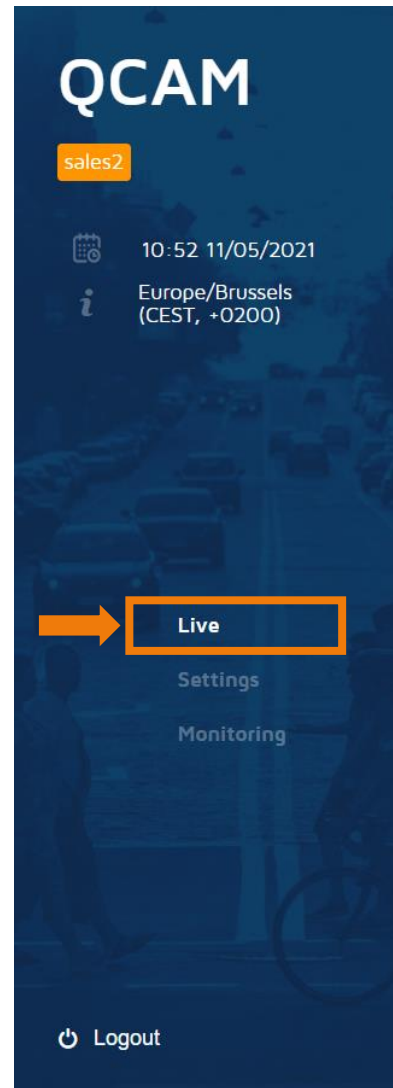 QCAM
sales2
10:52 11/05/2021
Europe/Brussels
(CEST, +0200)
Live
Settings
Monitoring
Logout